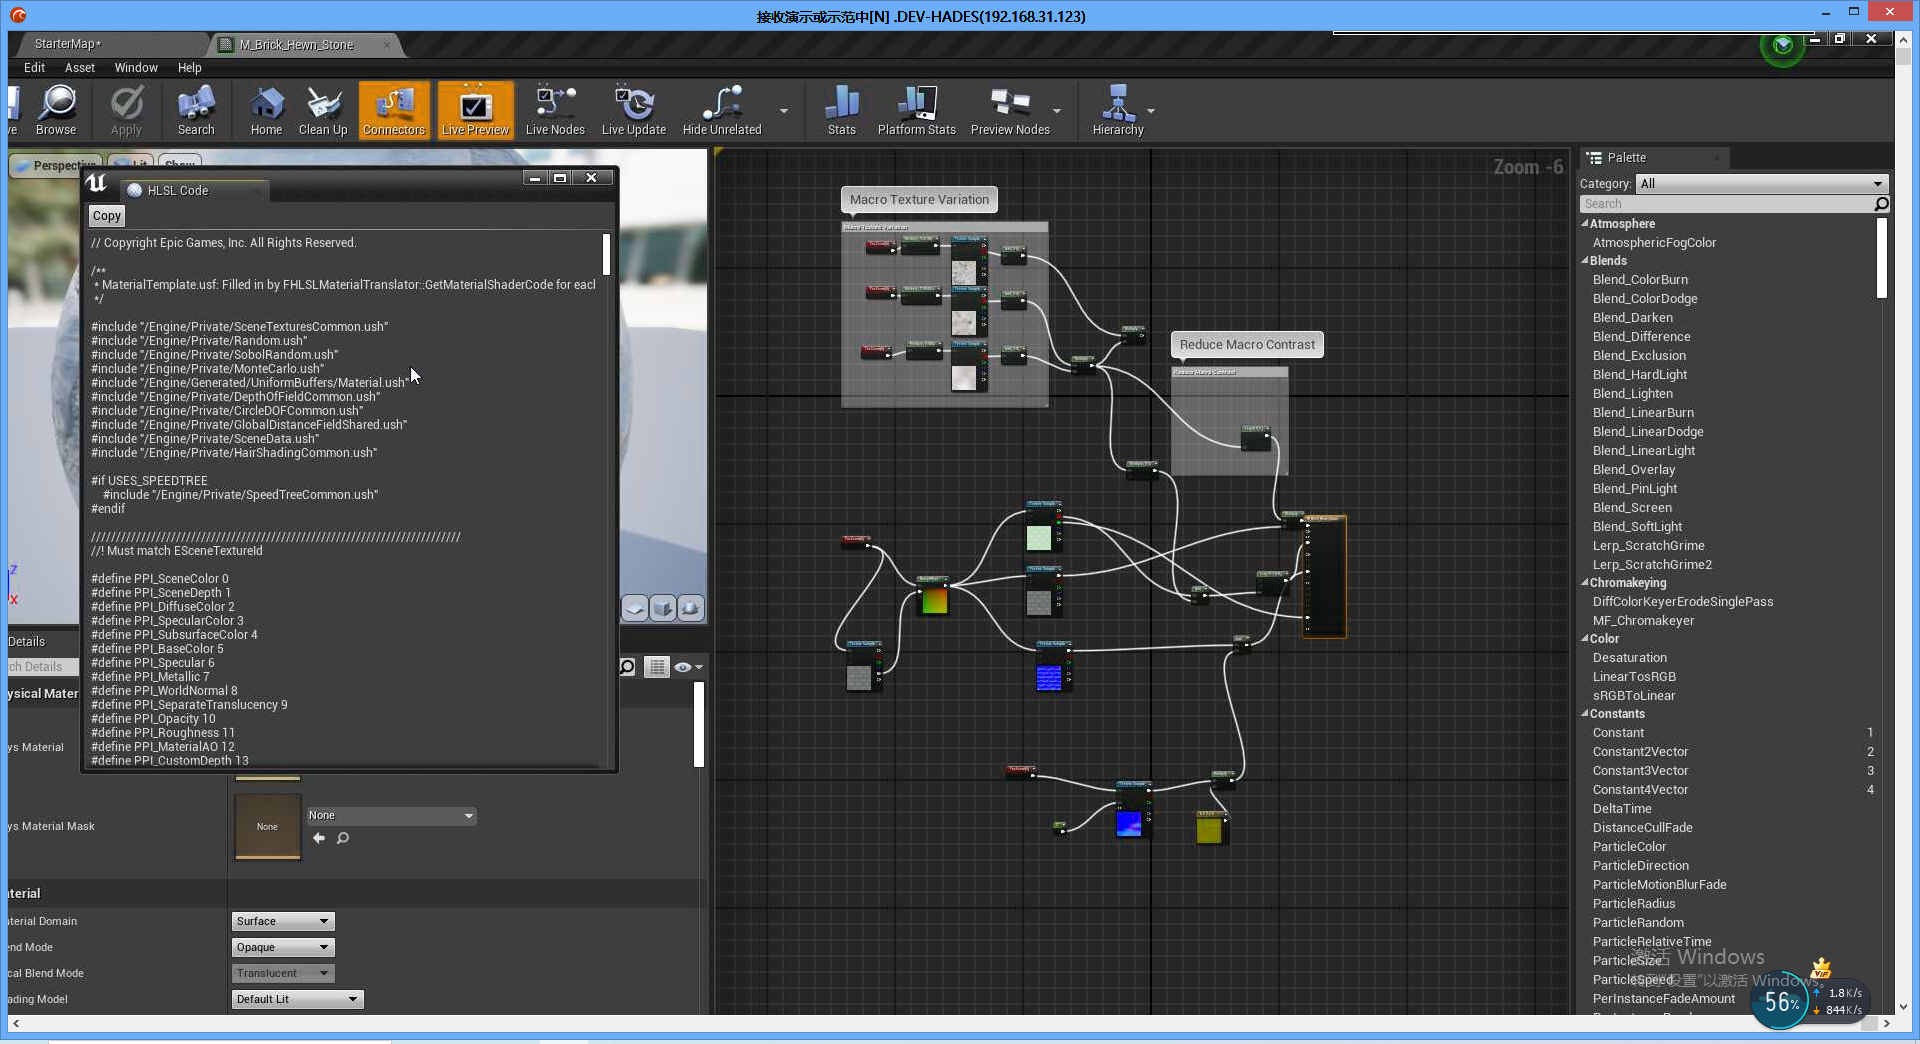 接收演示或示范中[N] .DEV-HADES(192.168.31.123)
StarterMap*
M_Brick_Hewn_Stone
Edit Asset Window Help
ve Browse Apply Search Home Clean Up Connectors Live Preview Live Nodes Live Update Hide Unrelated Stats Platform Stats Preview Nodes Hierarchy
Perspective Lit Show
HLSL Code
Copy
// Copyright Epic Games, Inc. All Rights Reserved.
/**
* MaterialTemplate.usf: Filled in by FHLSLMaterialTranslator::GetMaterialShaderCode for eacl
*/
#include "/Engine/Private/SceneTexturesCommon.ush"
#include "/Engine/Private/Random.ush"
#include "/Engine/Private/SobolRandom.ush"
#include "/Engine/Private/MonteCarlo.ush"
#include "/Engine/Generated/UniformBuffers/Material.ush"
#include "/Engine/Private/DepthOfFieldCommon.ush"
#include "/Engine/Private/CircleDOFCommon.ush"
#include "/Engine/Private/GlobalDistanceFieldShared.ush"
#include "/Engine/Private/SceneData.ush"
#include "/Engine/Private/HairShadingCommon.ush"
#if USES_SPEEDTREE
#include "/Engine/Private/SpeedTreeCommon.ush"
#endif
//////////////////////////////////////////////////////////////////////////
//! Must match ESceneTextureId
#define PPI_SceneColor 0
#define PPI_SceneDepth 1
#define PPI_DiffuseColor 2
#define PPI_SpecularColor 3
#define PPI_SubsurfaceColor 4
#define PPI_BaseColor 5
#define PPI_Specular 6
#define PPI_Metallic 7
#define PPI_WorldNormal 8
#define PPI_SeparateTranslucency 9
#define PPI_Opacity 10
#define PPI_Roughness 11
#define PPI_MaterialAO 12
#define PPI_CustomDepth 13
Z
X
Details
ch Details
ysical Mater
ys Material
ys Material Mask
None
None
aterial
aterial Domain
Surface
end Mode
Opaque
cal Blend Mode
Translucent
ading Model
Default Lit
Zoom -6
Macro Texture Variation
Macro Texture Variation
Reduce Macro Contrast
Reduce Macro Contrast
Palette
Category: All
Search
Atmosphere
AtmosphericFogColor
Blends
Blend_ColorBurn
Blend_ColorDodge
Blend_Darken
Blend_Difference
Blend_Exclusion
Blend_HardLight
Blend_Lighten
Blend_LinearBurn
Blend_LinearDodge
Blend_LinearLight
Blend_Overlay
Blend_PinLight
Blend_Screen
Blend_SoftLight
Lerp_ScratchGrime
Lerp_ScratchGrime2
Chromakeying
DiffColorKeyerErodeSinglePass
MF_Chromakeyer
Color
Desaturation
LinearTosRGB
sRGBToLinear
Constants
Constant 1
Constant2Vector 2
Constant3Vector 3
Constant4Vector 4
DeltaTime
DistanceCullFade
ParticleColor
ParticleDirection
ParticleMotionBlurFade
ParticleRadius
ParticleRandom
ParticleRelativeTime
ParticleSize
ParticleSpeed
PerInstanceFadeAmount
激活 Windows
转到"设置"以激活 Windows。
VIP
56%
1.8K/s
844K/s